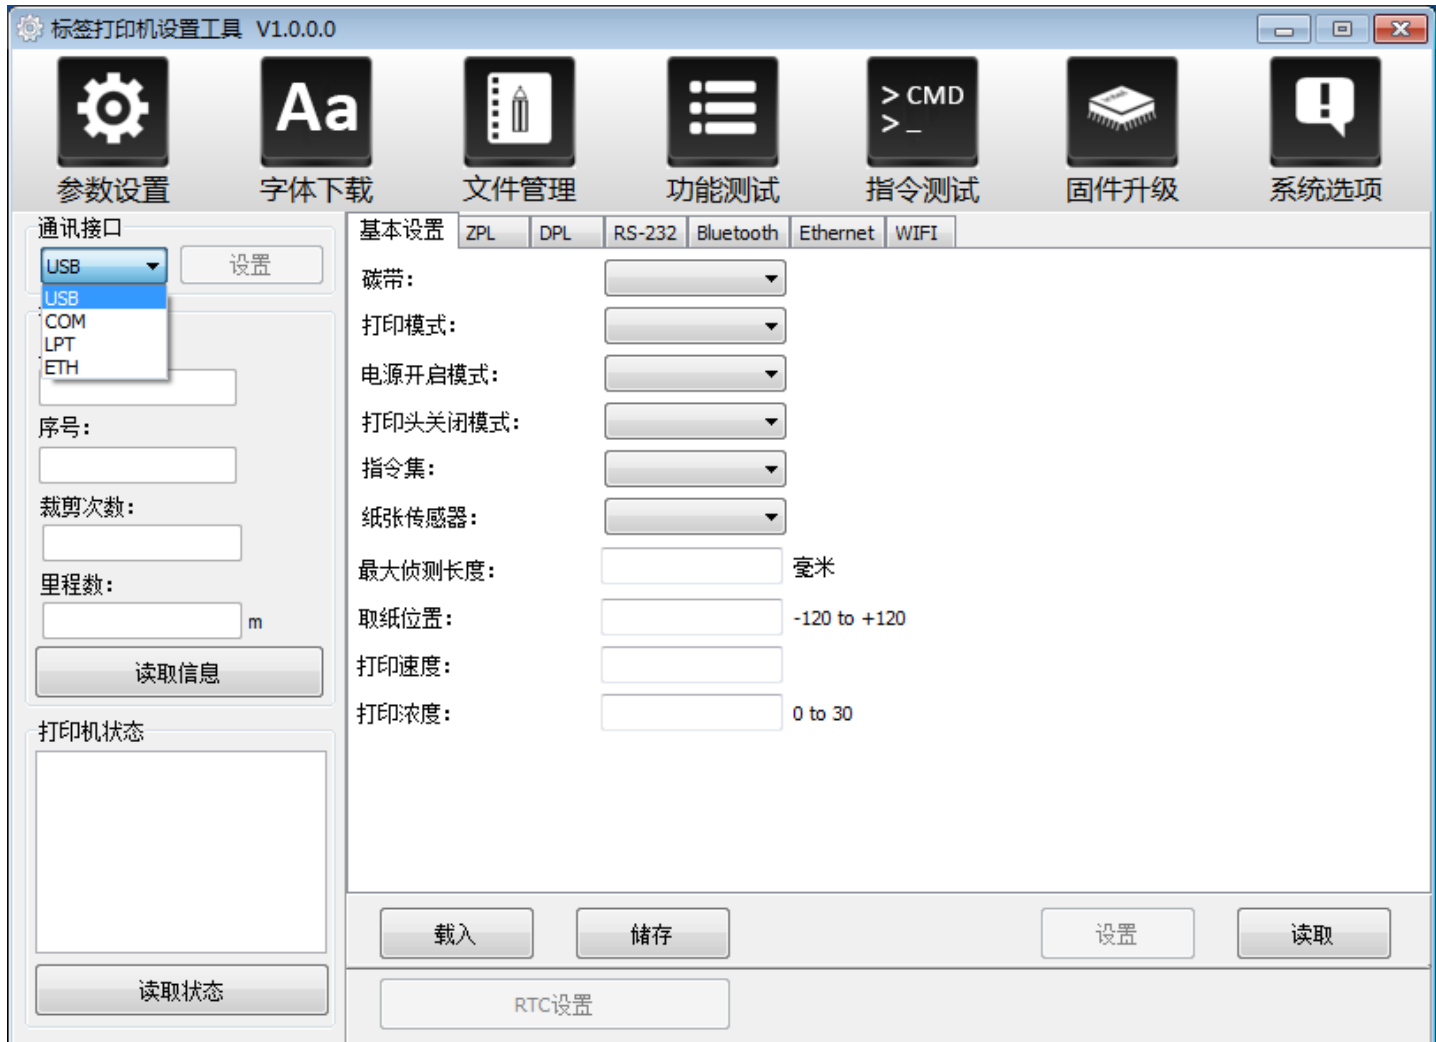 标签打印机设置工具 V1.0.0.0
Aa
> CMD
> _
参数设置
字体下载
文件管理
功能测试
指令测试
固件升级
系统选项
通讯接口
USB
设置
USB
COM
LPT
ETH
序号:
裁剪次数:
里程数:
m
读取信息
打印机状态
读取状态
基本设置 ZPL DPL RS-232 Bluetooth Ethernet WIFI
碳带:
打印模式:
电源开启模式:
打印头关闭模式:
指令集:
纸张传感器:
最大侦测长度: 毫米
取纸位置: -120 to +120
打印速度:
打印浓度: 0 to 30
载入 储存 设置 读取
RTC设置